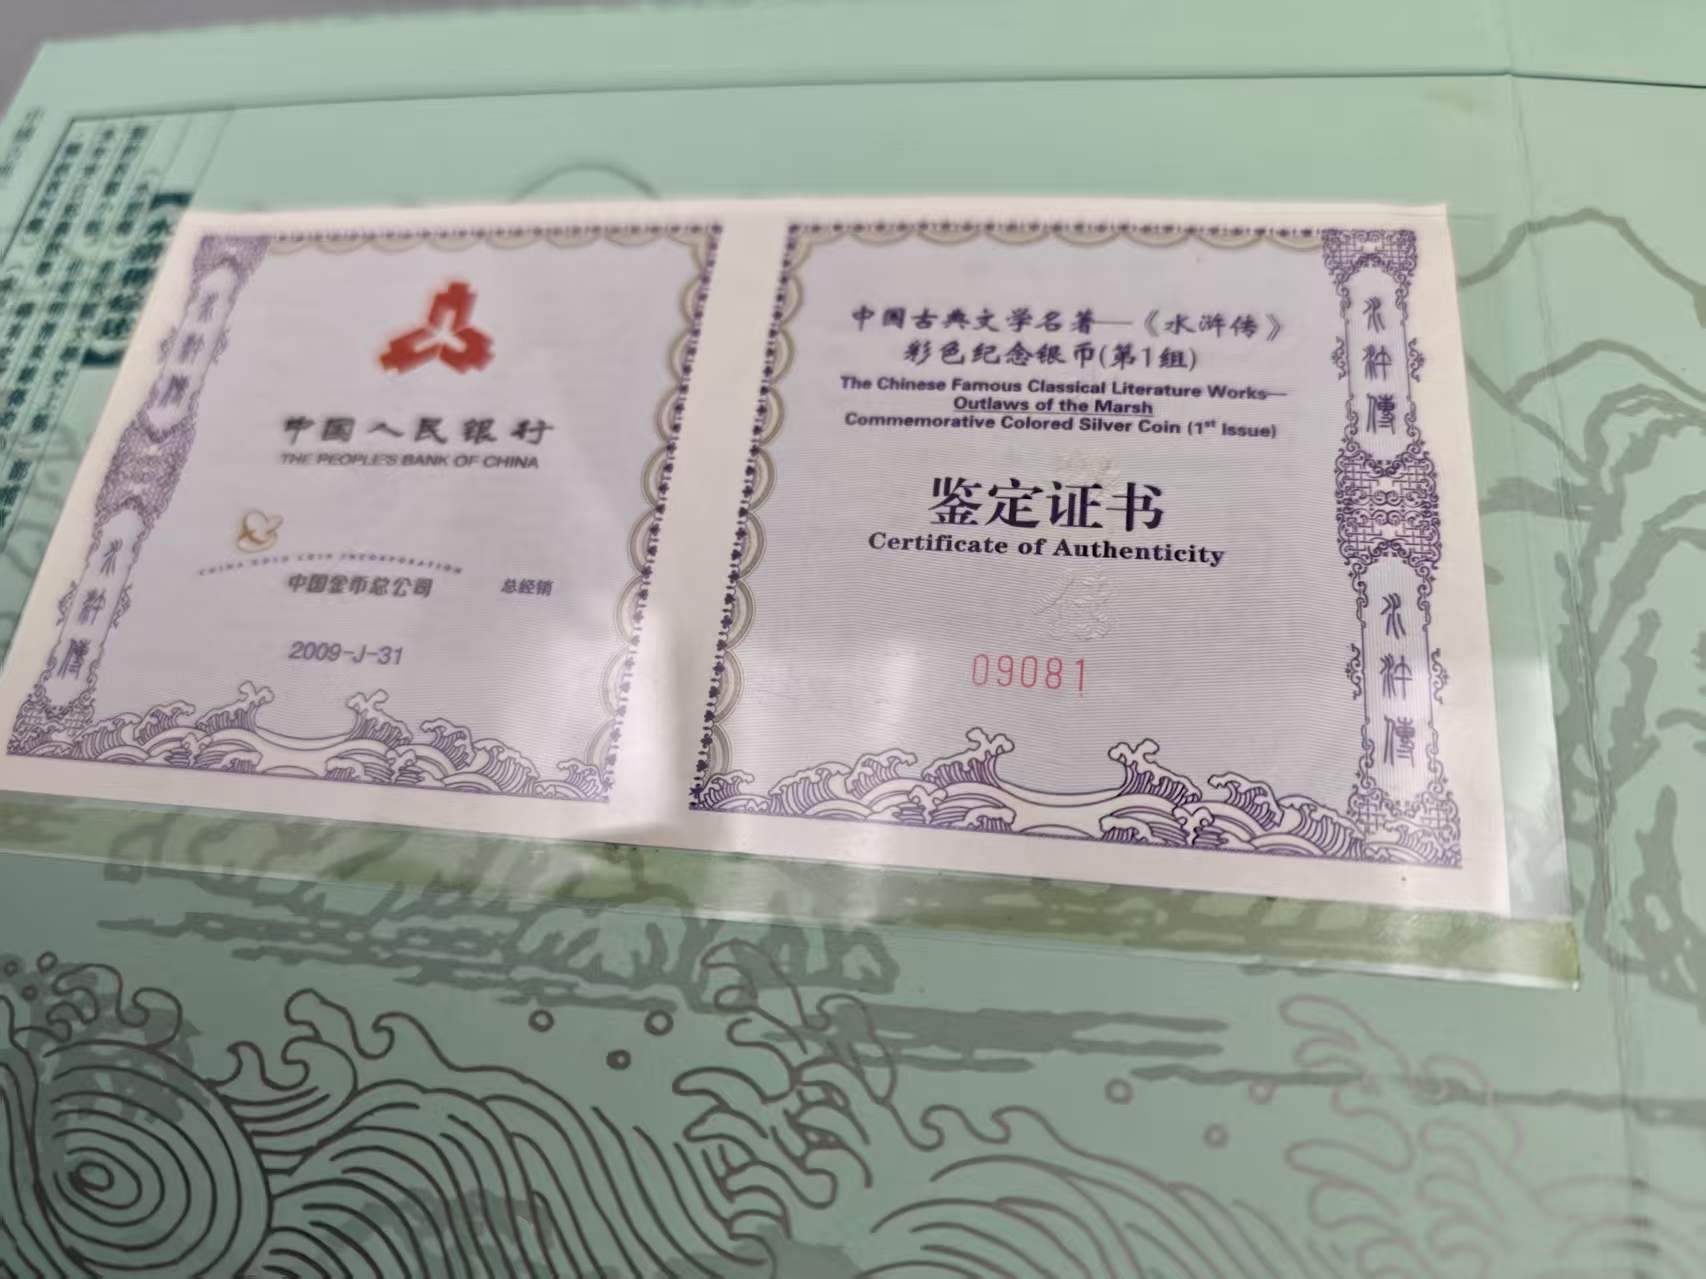 中国人民银行
THE PEOPLE'S BANK OF CHINA
CHINA GOLD COIN INCORPORATION
中国金币总公司 总经销
2009-J-31
水浒傳
水浒傳
中国古典文学名著—《水浒传》
彩色纪念银币(第1组)
The Chinese Famous Classical Literature Works—
Outlaws of the Marsh
Commemorative Colored Silver Coin (1st Issue)
鉴定证书
Certificate of Authenticity
09081
水浒傳
水浒傳